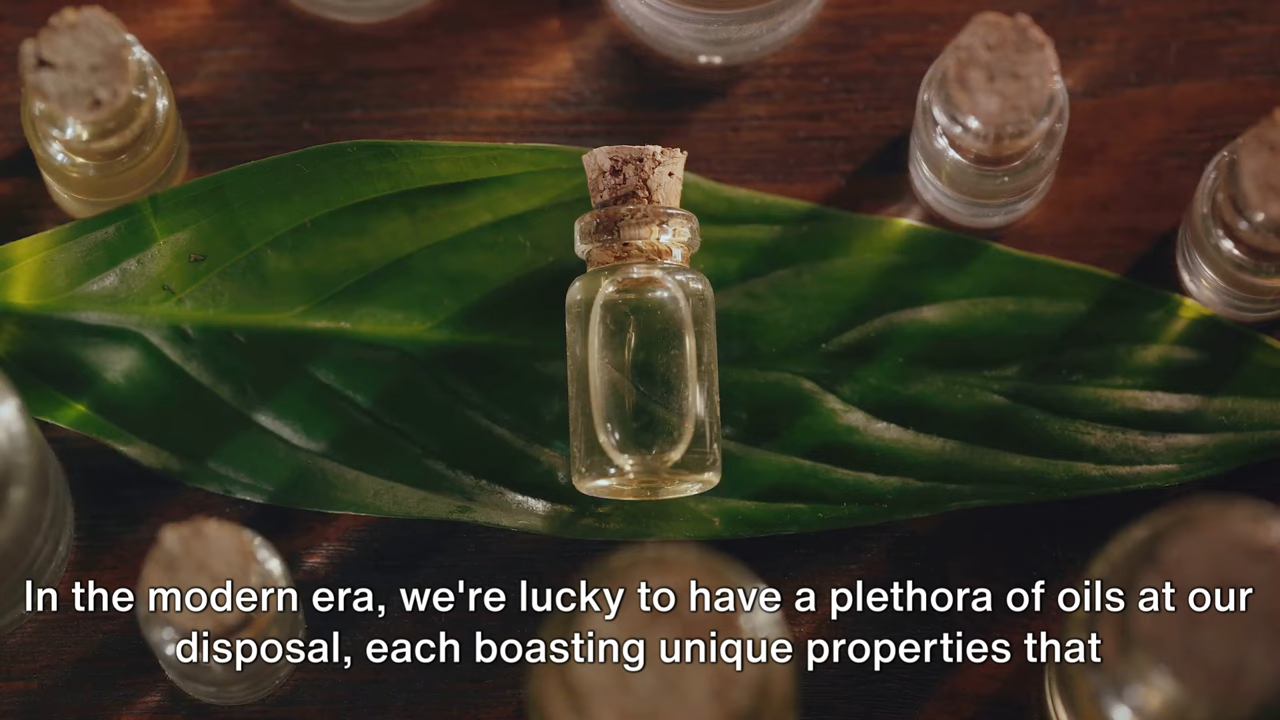 In the modern era, we're lucky to have a plethora of oils at our
disposal, each boasting unique properties that